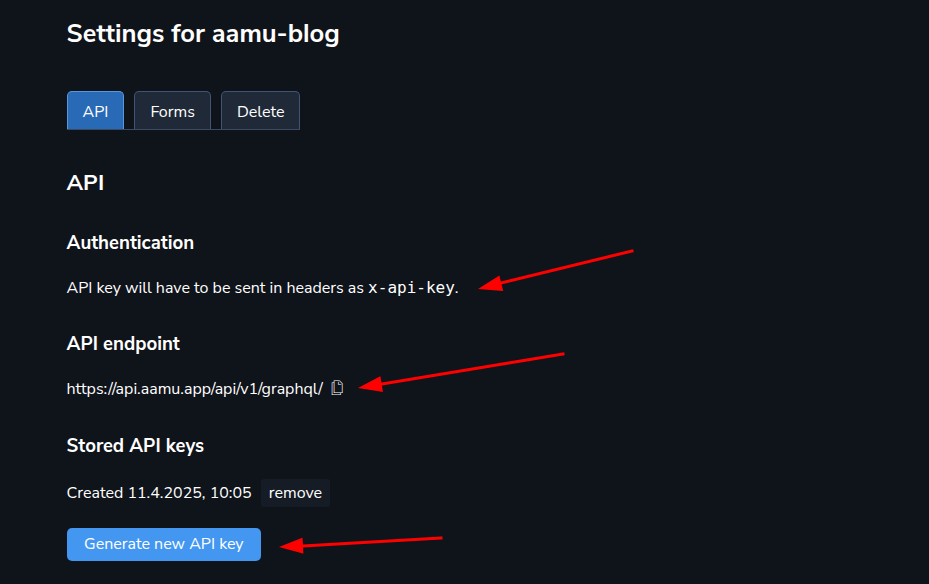 Settings for aamu-blog
API Forms Delete
API
Authentication
API key will have to be sent in headers as x-api-key.
API endpoint
https://api.aamu.app/api/v1/graphql/
Stored API keys
Created 11.4.2025, 10:05 remove
Generate new API key